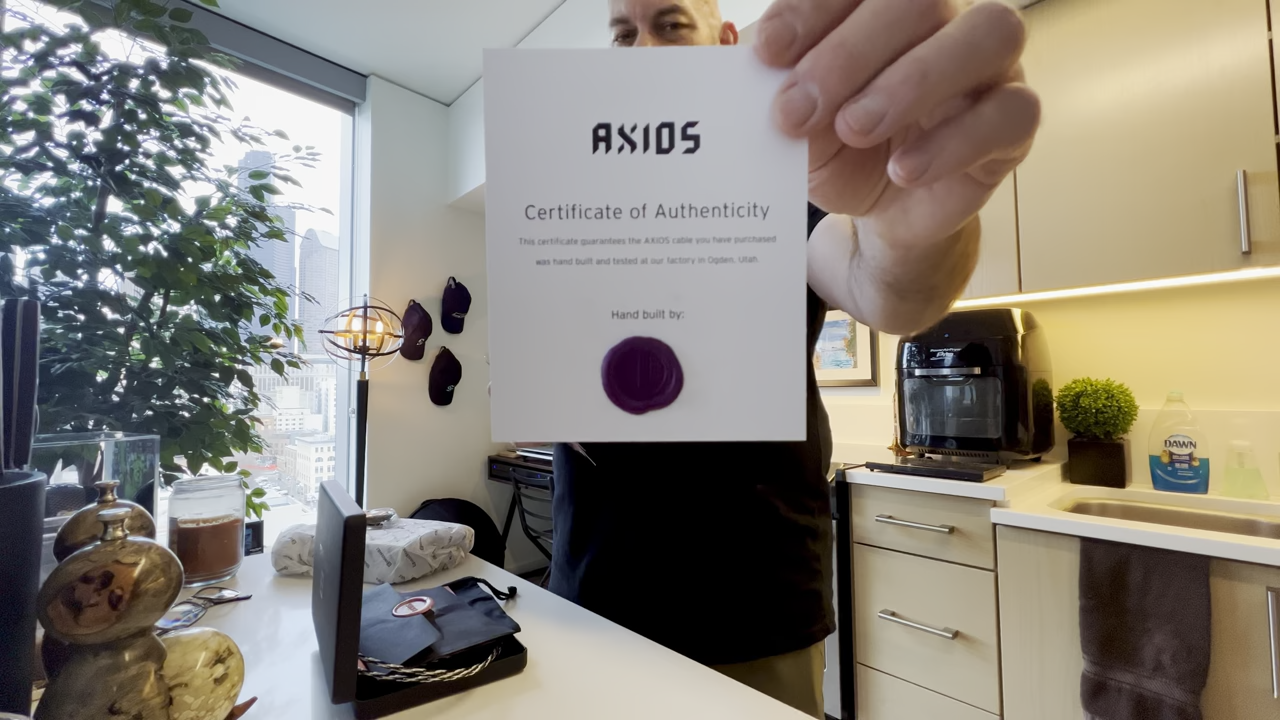 AXIOS
Certificate of Authenticity
This certificate guarantees the AXIOS cable you have purchased
was hand built and tested at our factory in Ogden, Utah.
Hand built by:
DAWN